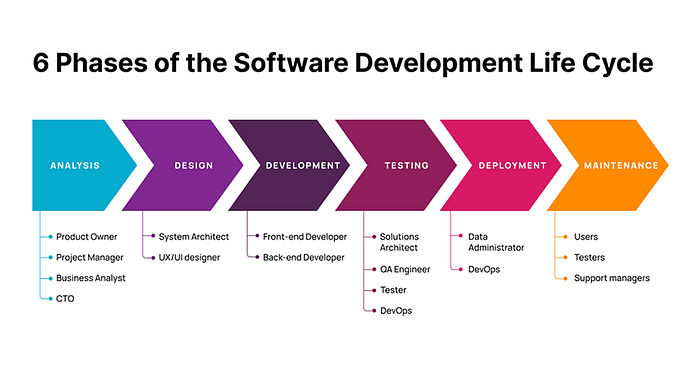 6 Phases of the Software Development Life Cycle
ANALYSIS
DESIGN
DEVELOPMENT
TESTING
DEPLOYMENT
MAINTENANCE
Product Owner
Project Manager
Business Analyst
CTO
System Architect
UX/UI designer
Front-end Developer
Back-end Developer
Solutions
Architect
QA Engineer
Tester
DevOps
Data
Administrator
DevOps
Users
Testers
Support managers